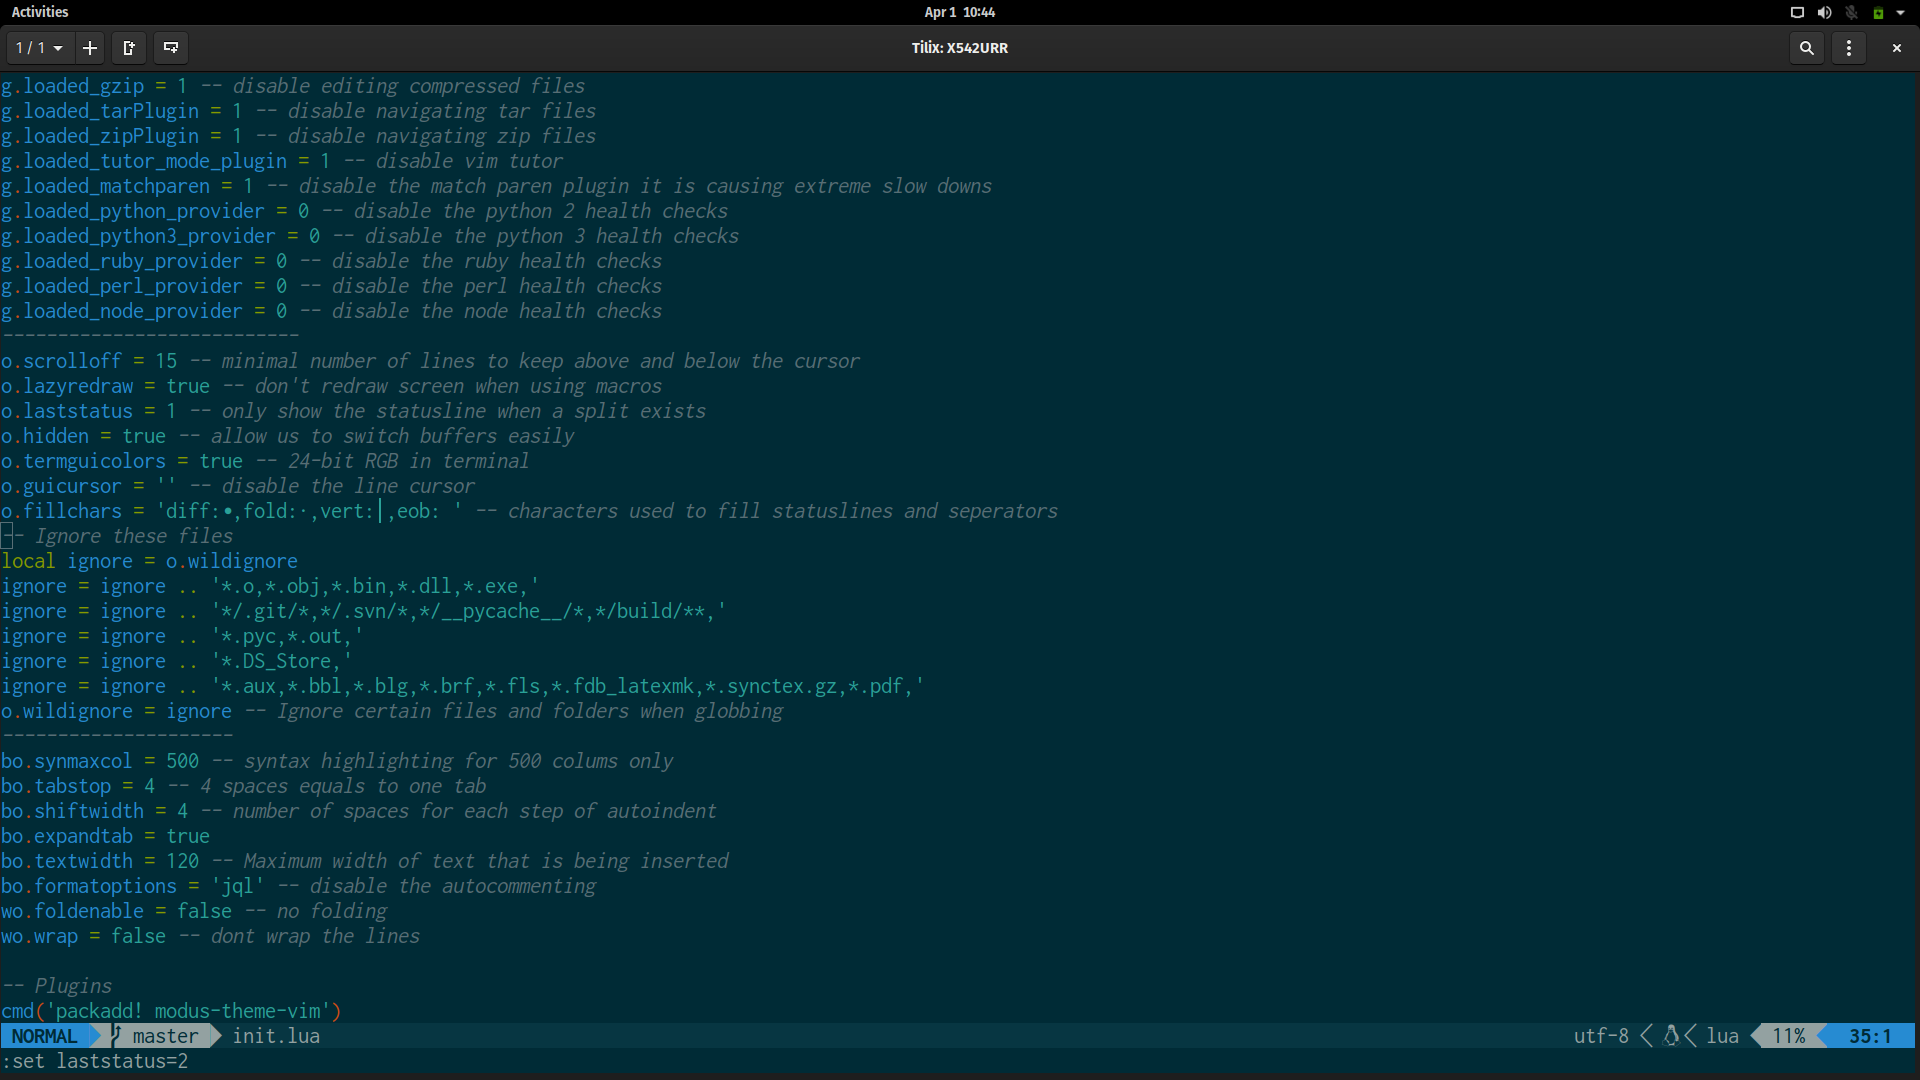 Activities
Apr 1 10:44
1 / 1
Tilix: X542URR
g.loaded_gzip = 1 -- disable editing compressed files
g.loaded_tarPlugin = 1 -- disable navigating tar files
g.loaded_zipPlugin = 1 -- disable navigating zip files
g.loaded_tutor_mode_plugin = 1 -- disable vim tutor
g.loaded_matchparen = 1 -- disable the match paren plugin it is causing extreme slow downs
g.loaded_python_provider = 0 -- disable the python 2 health checks
g.loaded_python3_provider = 0 -- disable the python 3 health checks
g.loaded_ruby_provider = 0 -- disable the ruby health checks
g.loaded_perl_provider = 0 -- disable the perl health checks
g.loaded_node_provider = 0 -- disable the node health checks
---------------------------
o.scrolloff = 15 -- minimal number of lines to keep above and below the cursor
o.lazyredraw = true -- don't redraw screen when using macros
o.laststatus = 1 -- only show the statusline when a split exists
o.hidden = true -- allow us to switch buffers easily
o.termguicolors = true -- 24-bit RGB in terminal
o.guicursor = '' -- disable the line cursor
o.fillchars = 'diff:•,fold:·,vert:│,eob: ' -- characters used to fill statuslines and seperators
-- Ignore these files
local ignore = o.wildignore
ignore = ignore .. '*.o,*.obj,*.bin,*.dll,*.exe,'
ignore = ignore .. '*/.git/*,*/.svn/*,*/__pycache__/*,*/build/**,'
ignore = ignore .. '*.pyc,*.out,'
ignore = ignore .. '*.DS_Store,'
ignore = ignore .. '*.aux,*.bbl,*.blg,*.brf,*.fls,*.fdb_latexmk,*.synctex.gz,*.pdf,'
o.wildignore = ignore -- Ignore certain files and folders when globbing
---------------------
bo.synmaxcol = 500 -- syntax highlighting for 500 colums only
bo.tabstop = 4 -- 4 spaces equals to one tab
bo.shiftwidth = 4 -- number of spaces for each step of autoindent
bo.expandtab = true
bo.textwidth = 120 -- Maximum width of text that is being inserted
bo.formatoptions = 'jql' -- disable the autocommenting
wo.foldenable = false -- no folding
wo.wrap = false -- dont wrap the lines
-- Plugins
cmd('packadd! modus-theme-vim')
NORMAL master init.lua utf-8 lua 11% 35:1
:set laststatus=2